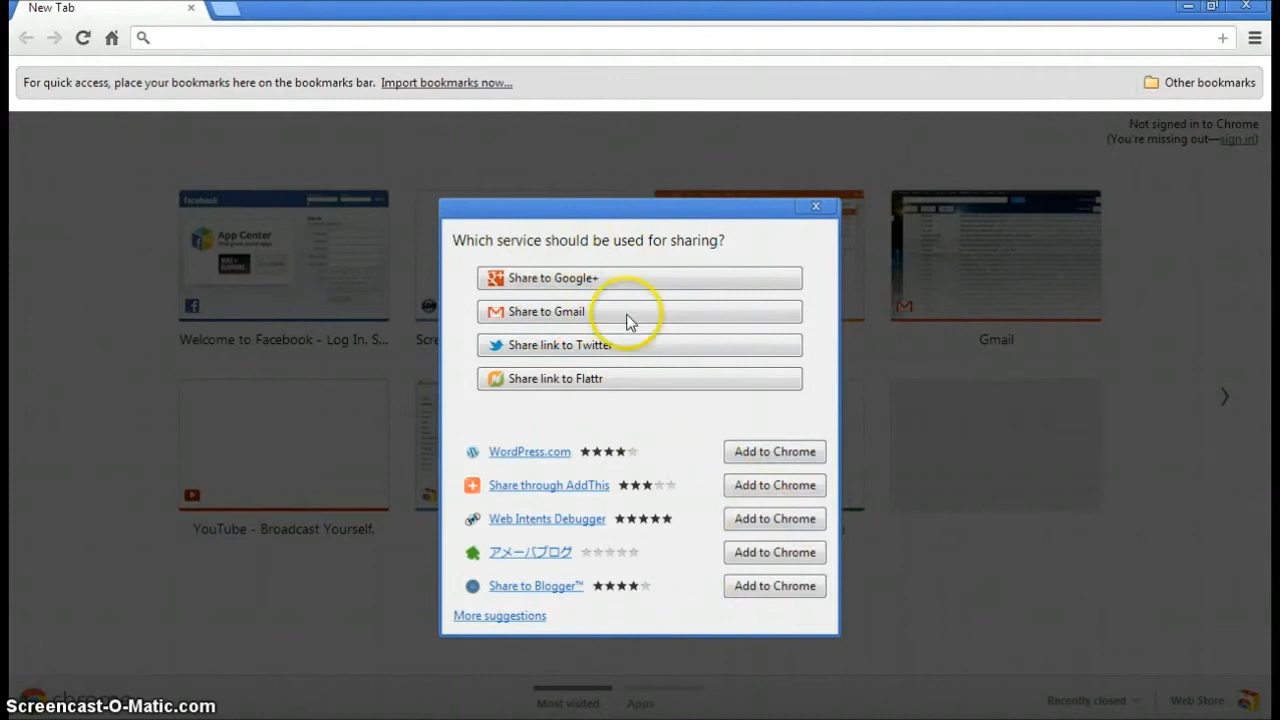 New Tab
For quick access, place your bookmarks here on the bookmarks bar. Import bookmarks now...
Other bookmarks
Not signed in to Chrome
(You're missing out—sign in)
facebook
App Center
Welcome to Facebook - Log In, S...
Gmail
YouTube - Broadcast Yourself.
Which service should be used for sharing?
Share to Google+
Share to Gmail
Share link to Twitter
Share link to Flattr
WordPress.com ★★★★☆ Add to Chrome
Share through AddThis ★★★☆☆ Add to Chrome
Web Intents Debugger ★★★★★ Add to Chrome
アメーバブログ ☆☆☆☆☆ Add to Chrome
Share to Blogger™ ★★★★☆ Add to Chrome
More suggestions
Most visited
Apps
Recently closed
Web Store
Screencast-O-Matic.com